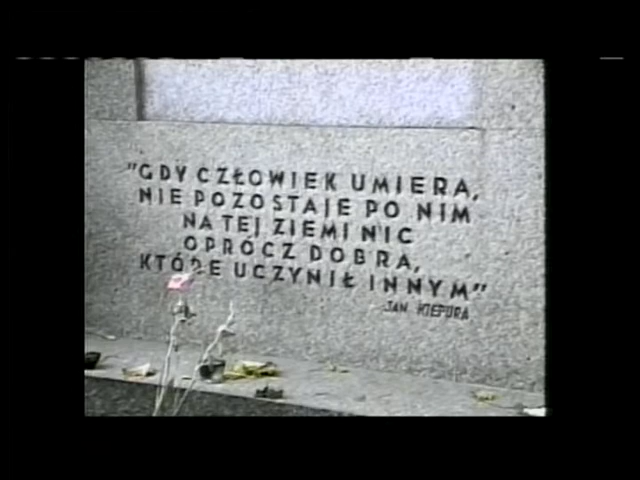 "GDY CZŁOWIEK UMIERA,
NIE POZOSTAJE PO NIM
NA TEJ ZIEMI NIC
OPRÓCZ DOBRA,
KTÓRE UCZYNIŁ INNYM"
JAN KIEPURA